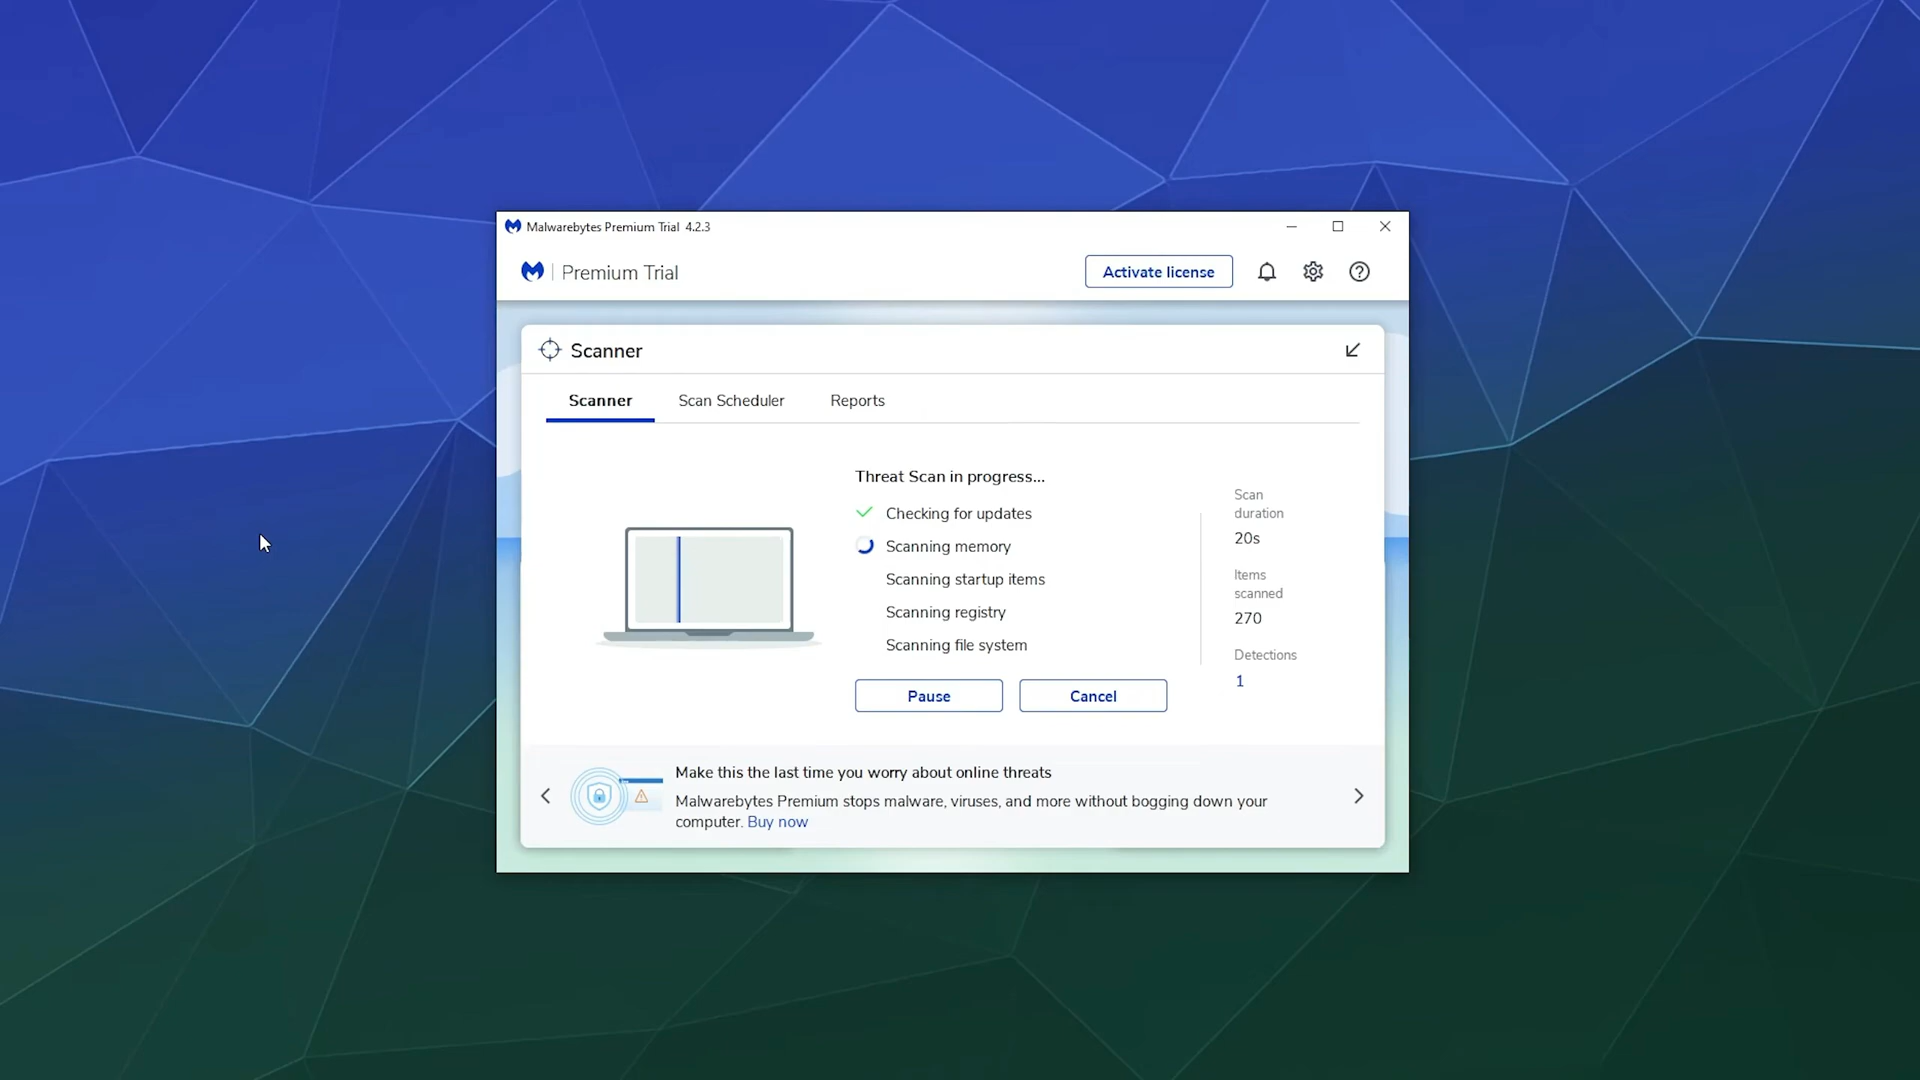 Malwarebytes Premium Trial 4.2.3
Premium Trial
Activate license
Scanner
Scanner
Scan Scheduler
Reports
Threat Scan in progress...
Checking for updates
Scanning memory
Scanning startup items
Scanning registry
Scanning file system
Pause
Cancel
Scan
duration
20s
Items
scanned
270
Detections
1
Make this the last time you worry about online threats
Malwarebytes Premium stops malware, viruses, and more without bogging down your
computer. Buy now